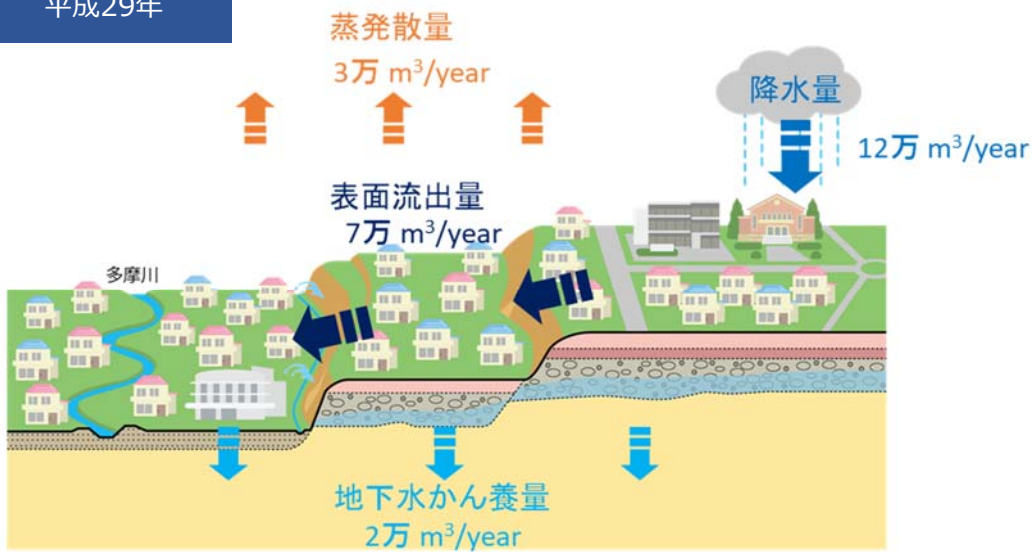 平成29年
蒸発散量
3万 m³/year
降水量
12万 m³/year
表面流出量
7万 m³/year
多摩川
地下水かん養量
2万 m³/year